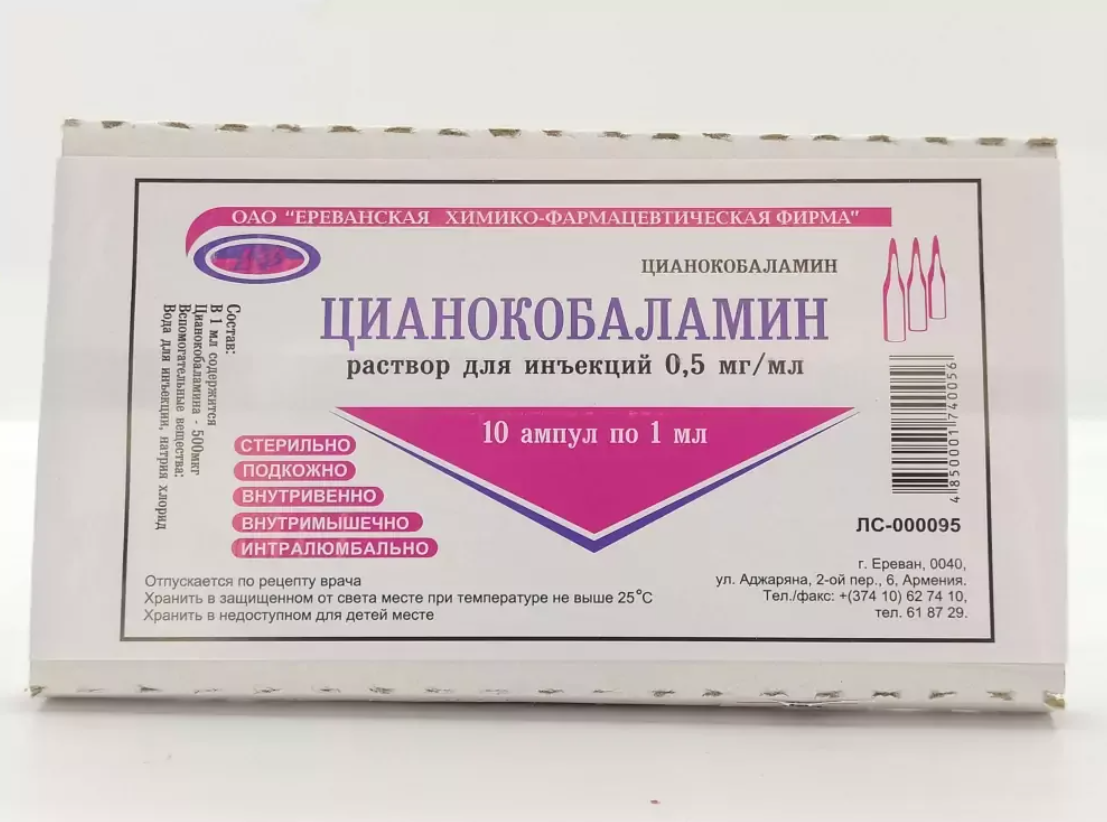 ОАО "ЕРЕВАНСКАЯ ХИМИКО-ФАРМАЦЕВТИЧЕСКАЯ ФИРМА"
ЦИАНОКОБАЛАМИН
ЦИАНОКОБАЛАМИН
раствор для инъекций 0,5 мг/мл
10 ампул по 1 мл
Состав:
В 1 мл содержится
Цианокобаламина - 500мкг
Вспомогательные вещества:
Вода для инъекции, натрия хлорид
СТЕРИЛЬНО
ПОДКОЖНО
ВНУТРИВЕННО
ВНУТРИМЫШЕЧНО
ИНТРАЛЮМБАЛЬНО
4850001740056
ЛС-000095
Отпускается по рецепту врача
Хранить в защищенном от света месте при температуре не выше 25°С
Хранить в недоступном для детей месте
г. Ереван, 0040,
ул. Аджаряна, 2-ой пер., 6, Армения.
Тел./факс: +(374 10) 62 74 10,
тел. 61 87 29.